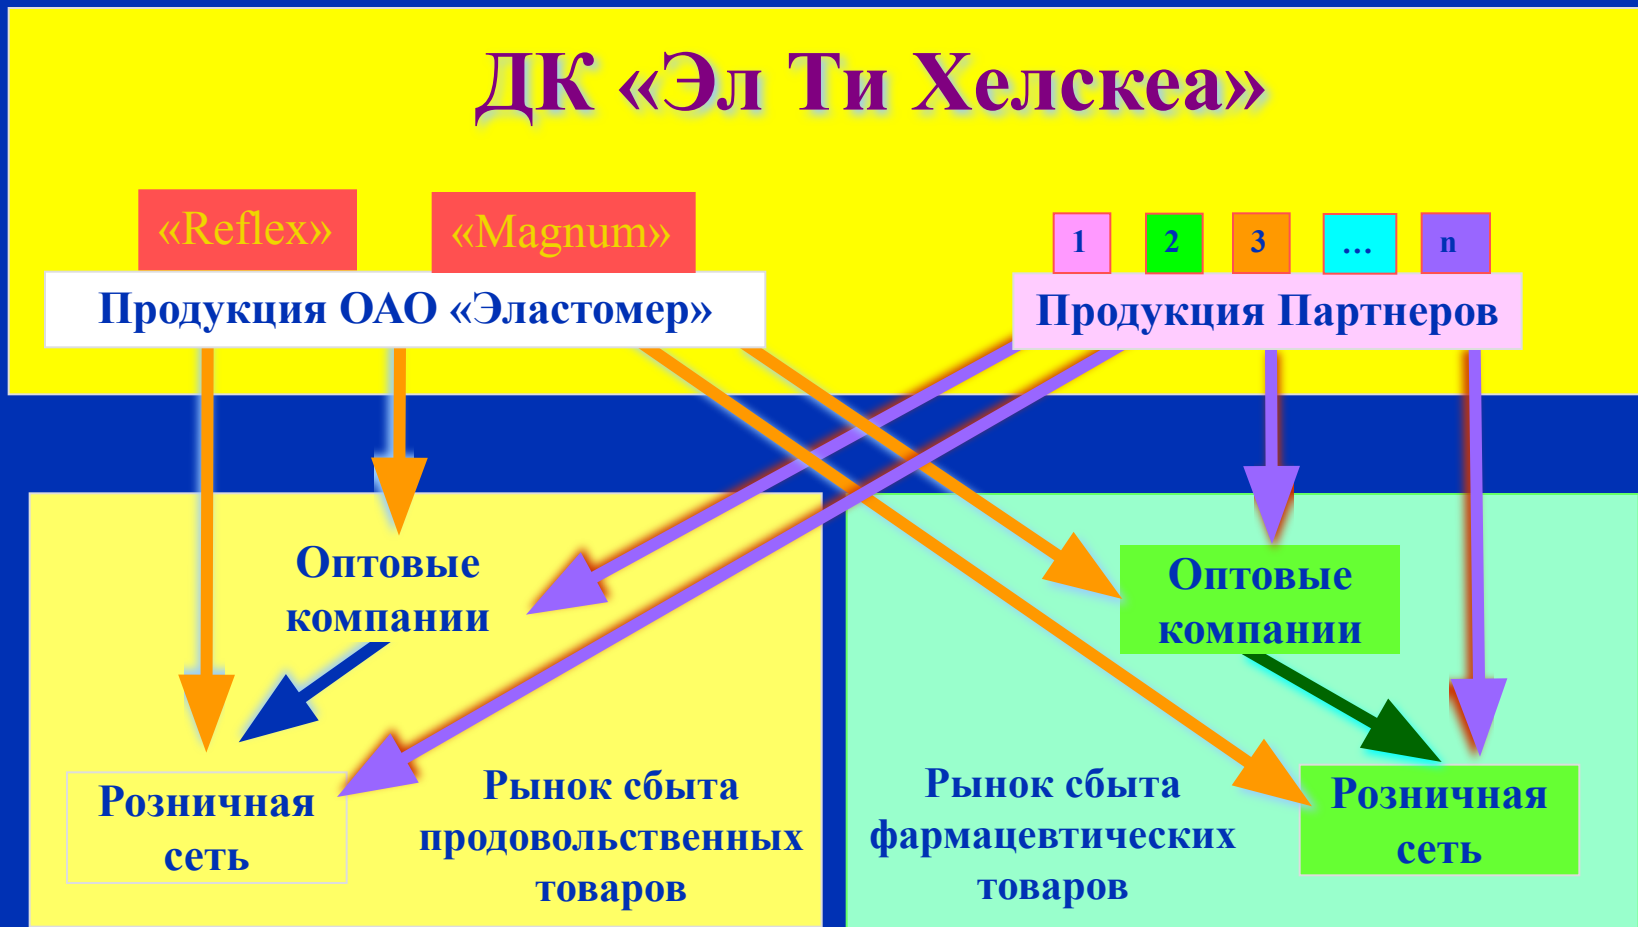 ДК «Эл Ти Хелскеа»
«Reflex»
«Magnum»
1
2
3
...
n
Продукция ОАО «Эластомер»
Продукция Партнеров
Оптовые
компании
Оптовые
компании
Розничная
сеть
Рынок сбыта
продовольственных
товаров
Рынок сбыта
фармацевтических
товаров
Розничная
сеть